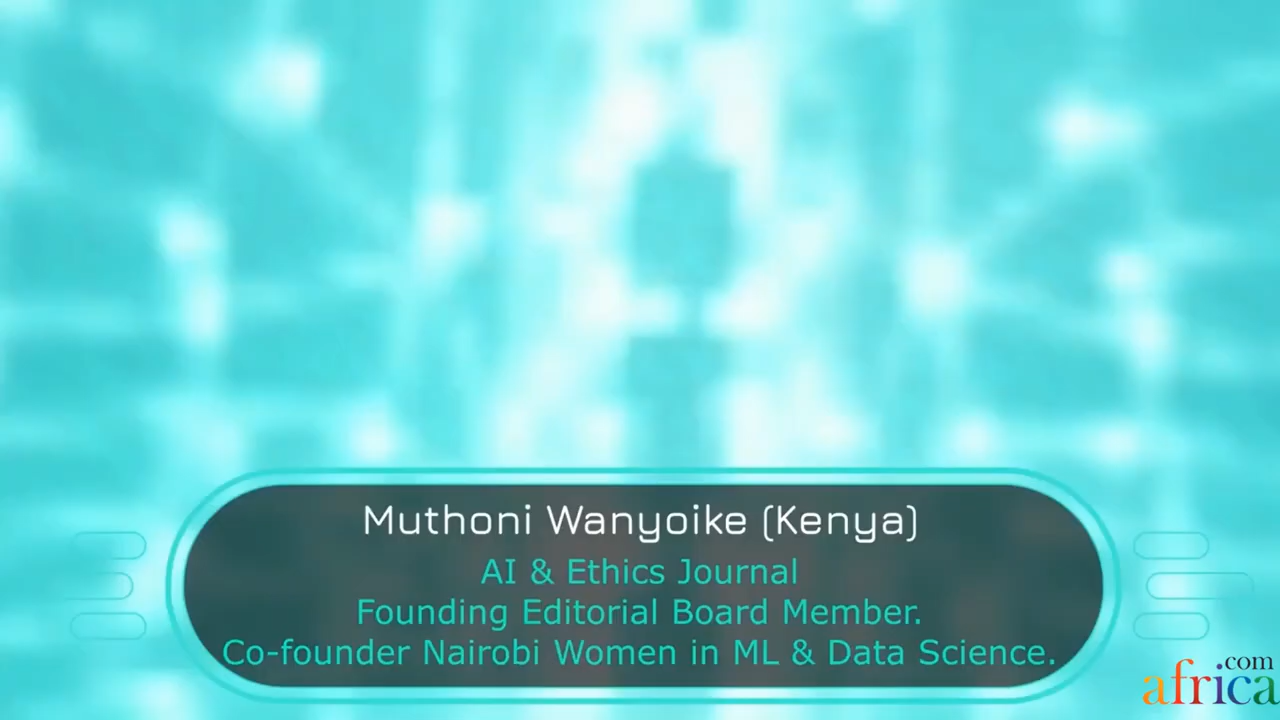 Muthoni Wanyoike (Kenya)
AI & Ethics Journal
Founding Editorial Board Member.
Co-founder Nairobi Women in ML & Data Science.
.com
africa